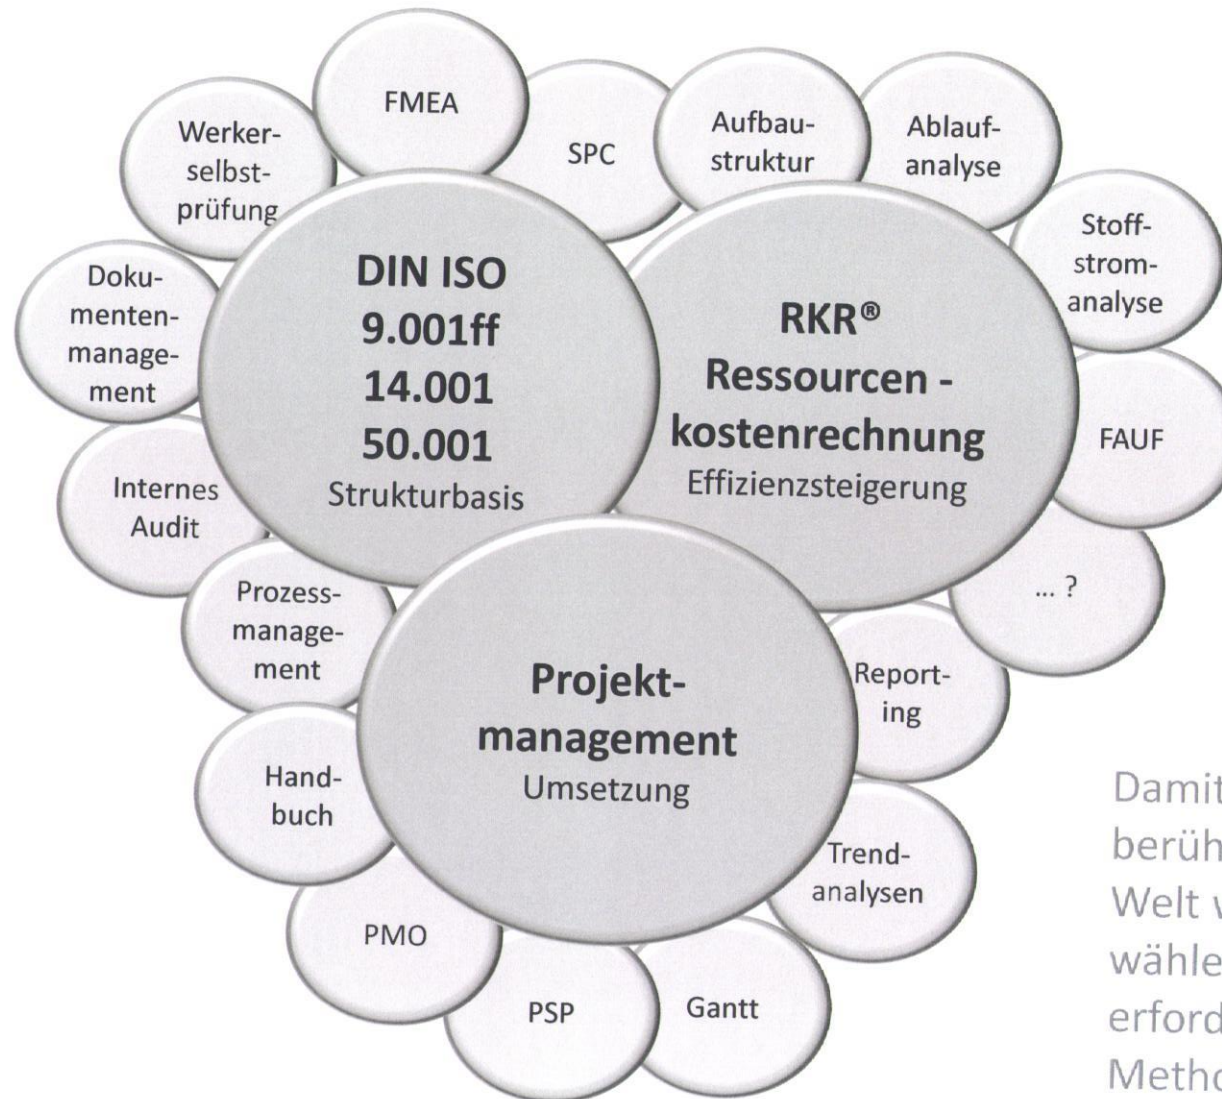 FMEA
SPC
Aufbau-
struktur
Ablauf-
analyse
Werker-
selbst-
prüfung
Stoff-
strom-
analyse
Doku-
menten-
manage-
ment
DIN ISO
9.001ff
14.001
50.001
Strukturbasis
RKR®
Ressourcen -
kostenrechnung
Effizienzsteigerung
FAUF
Internes
Audit
... ?
Prozess-
manage-
ment
Projekt-
management
Umsetzung
Report-
ing
Hand-
buch
Trend-
analysen
PMO
PSP
Gantt
Damit
berüh
Welt
wähle
erford
Metho